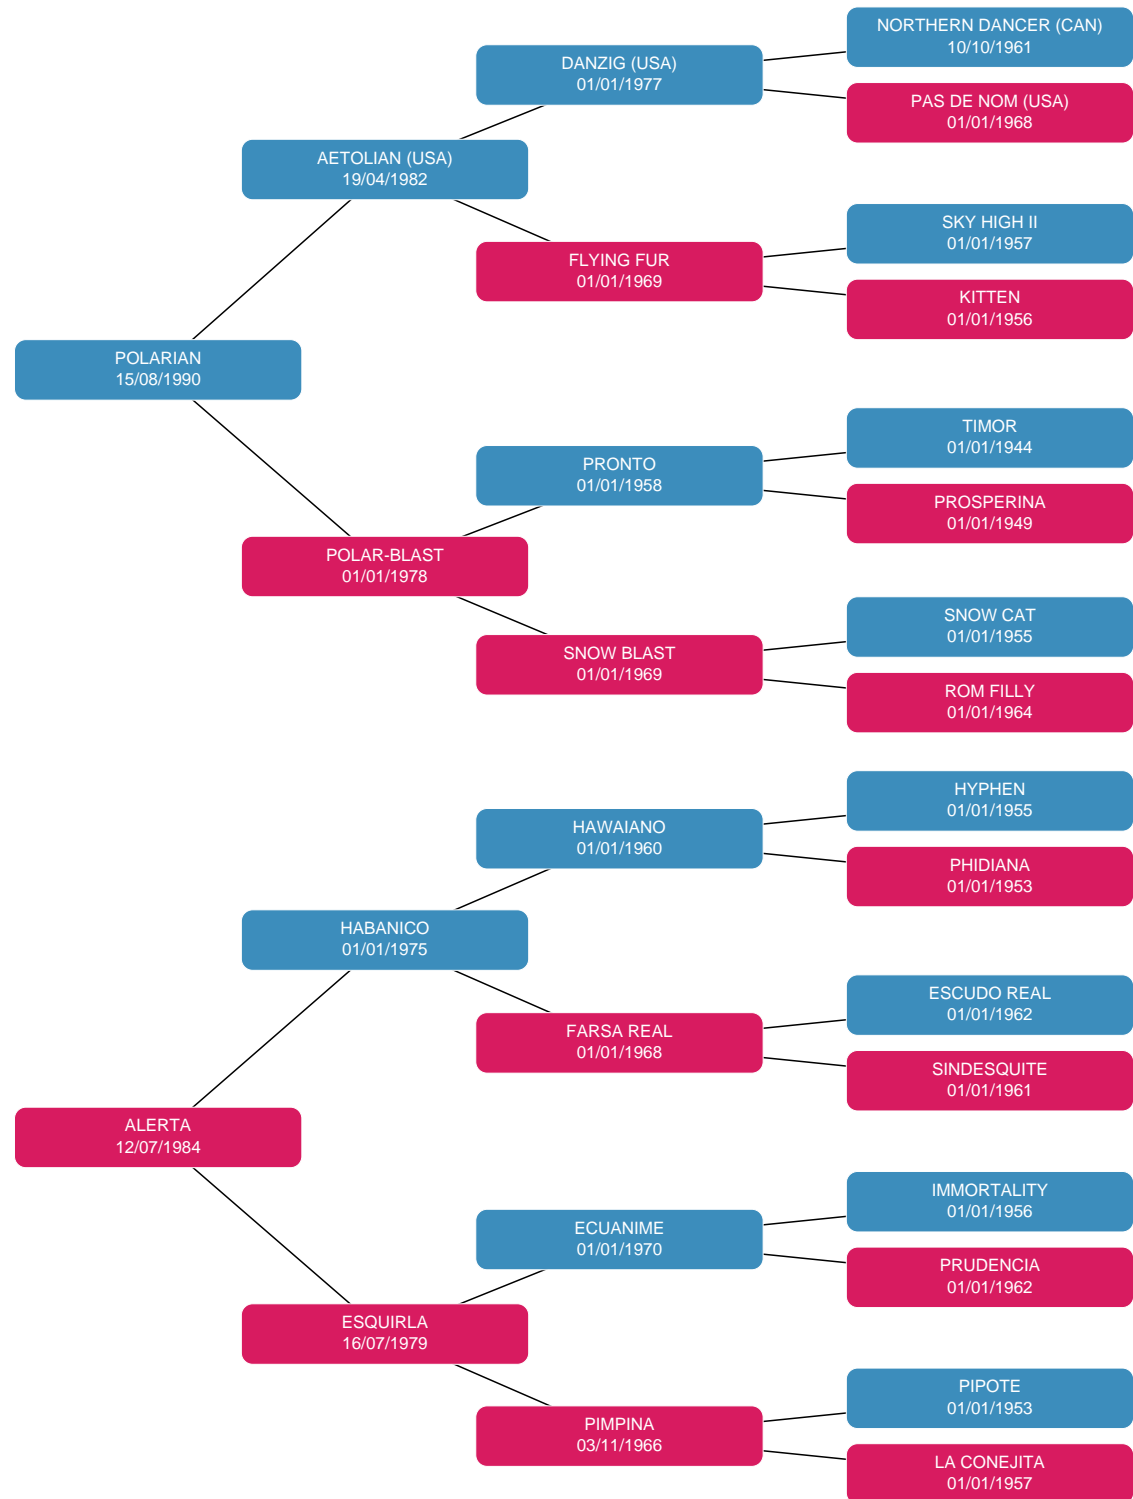 NORTHERN DANCER (CAN)
10/10/1961
DANZIG (USA)
01/01/1977
PAS DE NOM (USA)
01/01/1968
AETOLIAN (USA)
19/04/1982
SKY HIGH II
01/01/1957
FLYING FUR
01/01/1969
KITTEN
01/01/1956
POLARIAN
15/08/1990
TIMOR
01/01/1944
PRONTO
01/01/1958
PROSPERINA
01/01/1949
POLAR-BLAST
01/01/1978
SNOW CAT
01/01/1955
SNOW BLAST
01/01/1969
ROM FILLY
01/01/1964
HYPHEN
01/01/1955
HAWAIANO
01/01/1960
PHIDIANA
01/01/1953
HABANICO
01/01/1975
ESCUDO REAL
01/01/1962
FARSA REAL
01/01/1968
SINDESQUITE
01/01/1961
ALERTA
12/07/1984
IMMORTALITY
01/01/1956
ECUANIME
01/01/1970
PRUDENCIA
01/01/1962
ESQUIRLA
16/07/1979
PIPOTE
01/01/1953
PIMPINA
03/11/1966
LA CONEJITA
01/01/1957